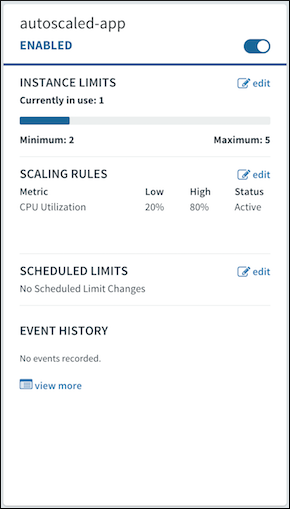 autoscaled-app
ENABLED
INSTANCE LIMITS edit
Currently in use: 1
Minimum: 2 Maximum: 5
SCALING RULES edit
Metric Low High Status
CPU Utilization 20% 80% Active
SCHEDULED LIMITS edit
No Scheduled Limit Changes
EVENT HISTORY
No events recorded.
view more